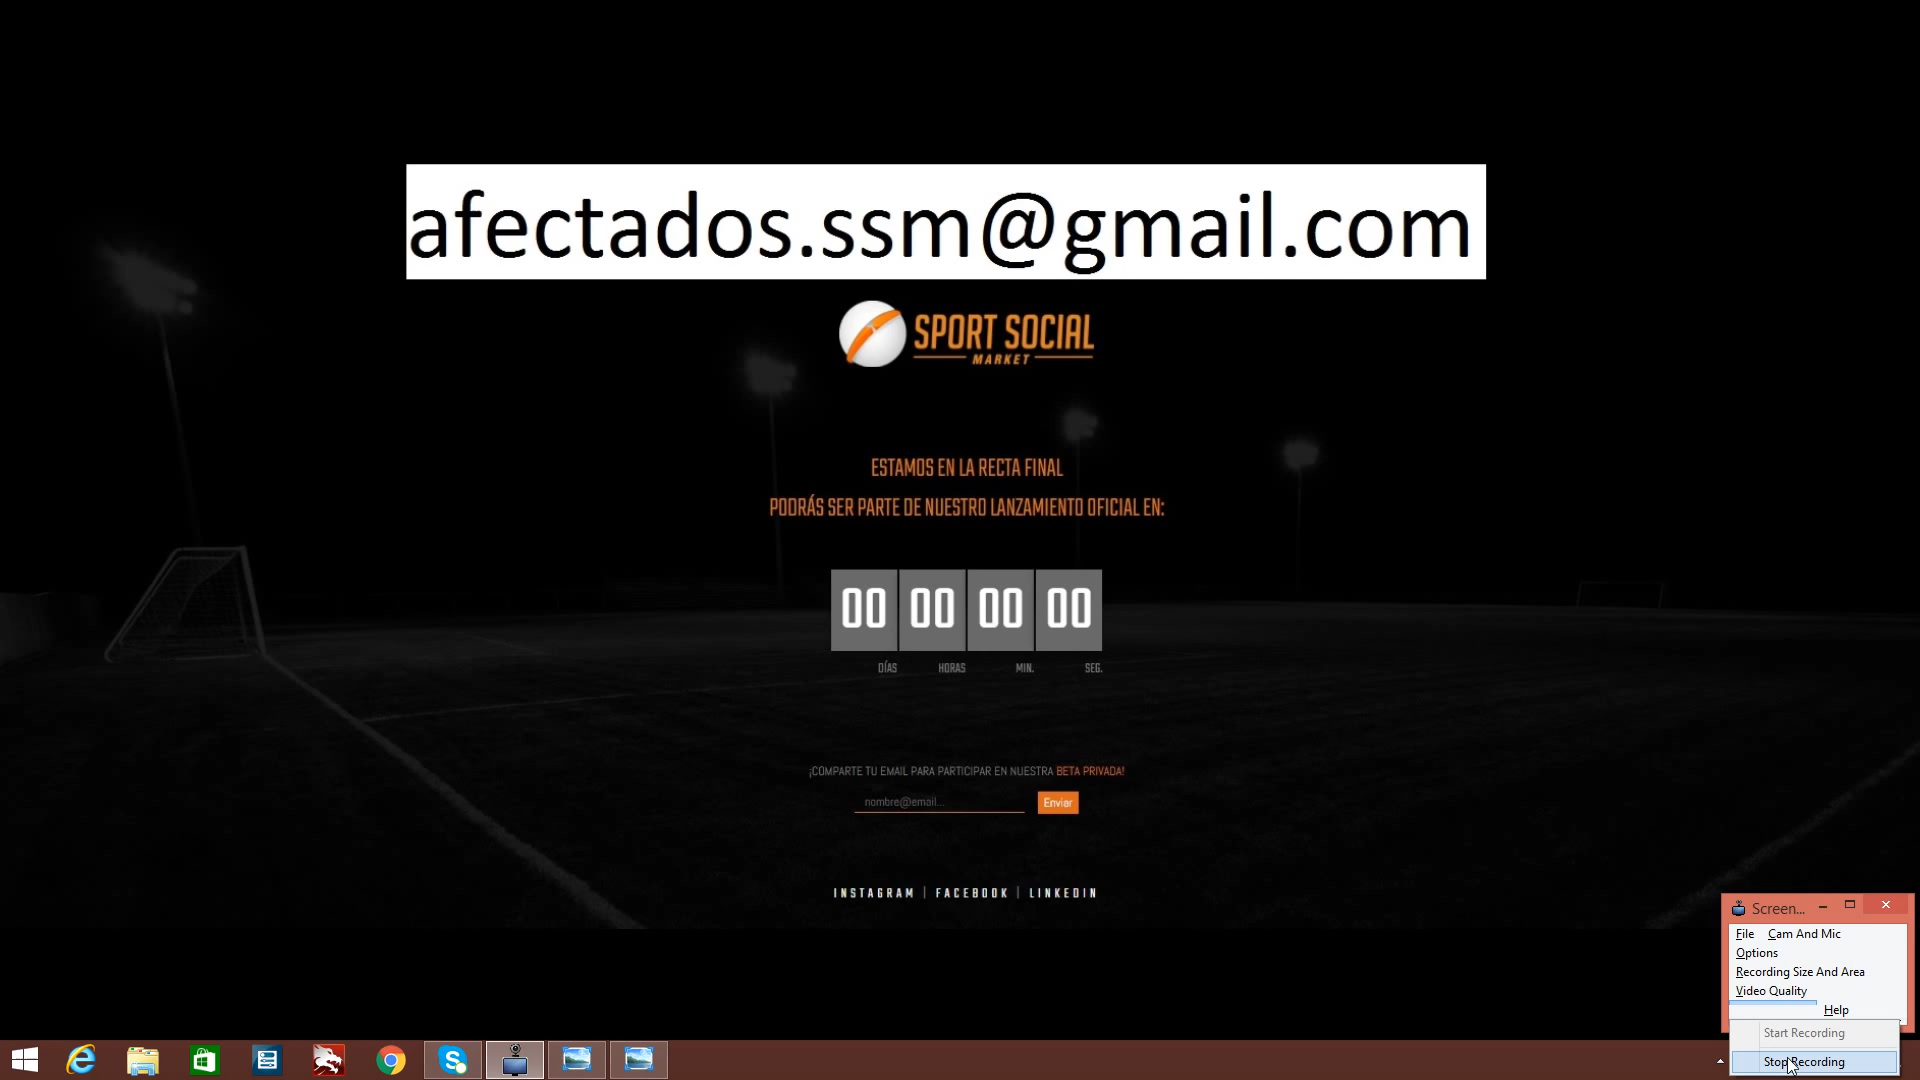 afectados.ssm@gmail.com
SPORT SOCIAL
MARKET
ESTAMOS EN LA RECTA FINAL
PODRÁS SER PARTE DE NUESTRO LANZAMIENTO OFICIAL EN:
00 00 00 00
DÍAS HORAS MIN. SEG.
¡COMPARTE TU EMAIL PARA PARTICIPAR EN NUESTRA BETA PRIVADA!
nombre@email... Enviar
INSTAGRAM | FACEBOOK | LINKEDIN
Screen...
File Cam And Mic
Options
Recording Size And Area
Video Quality
Help
Start Recording
Stop Recording